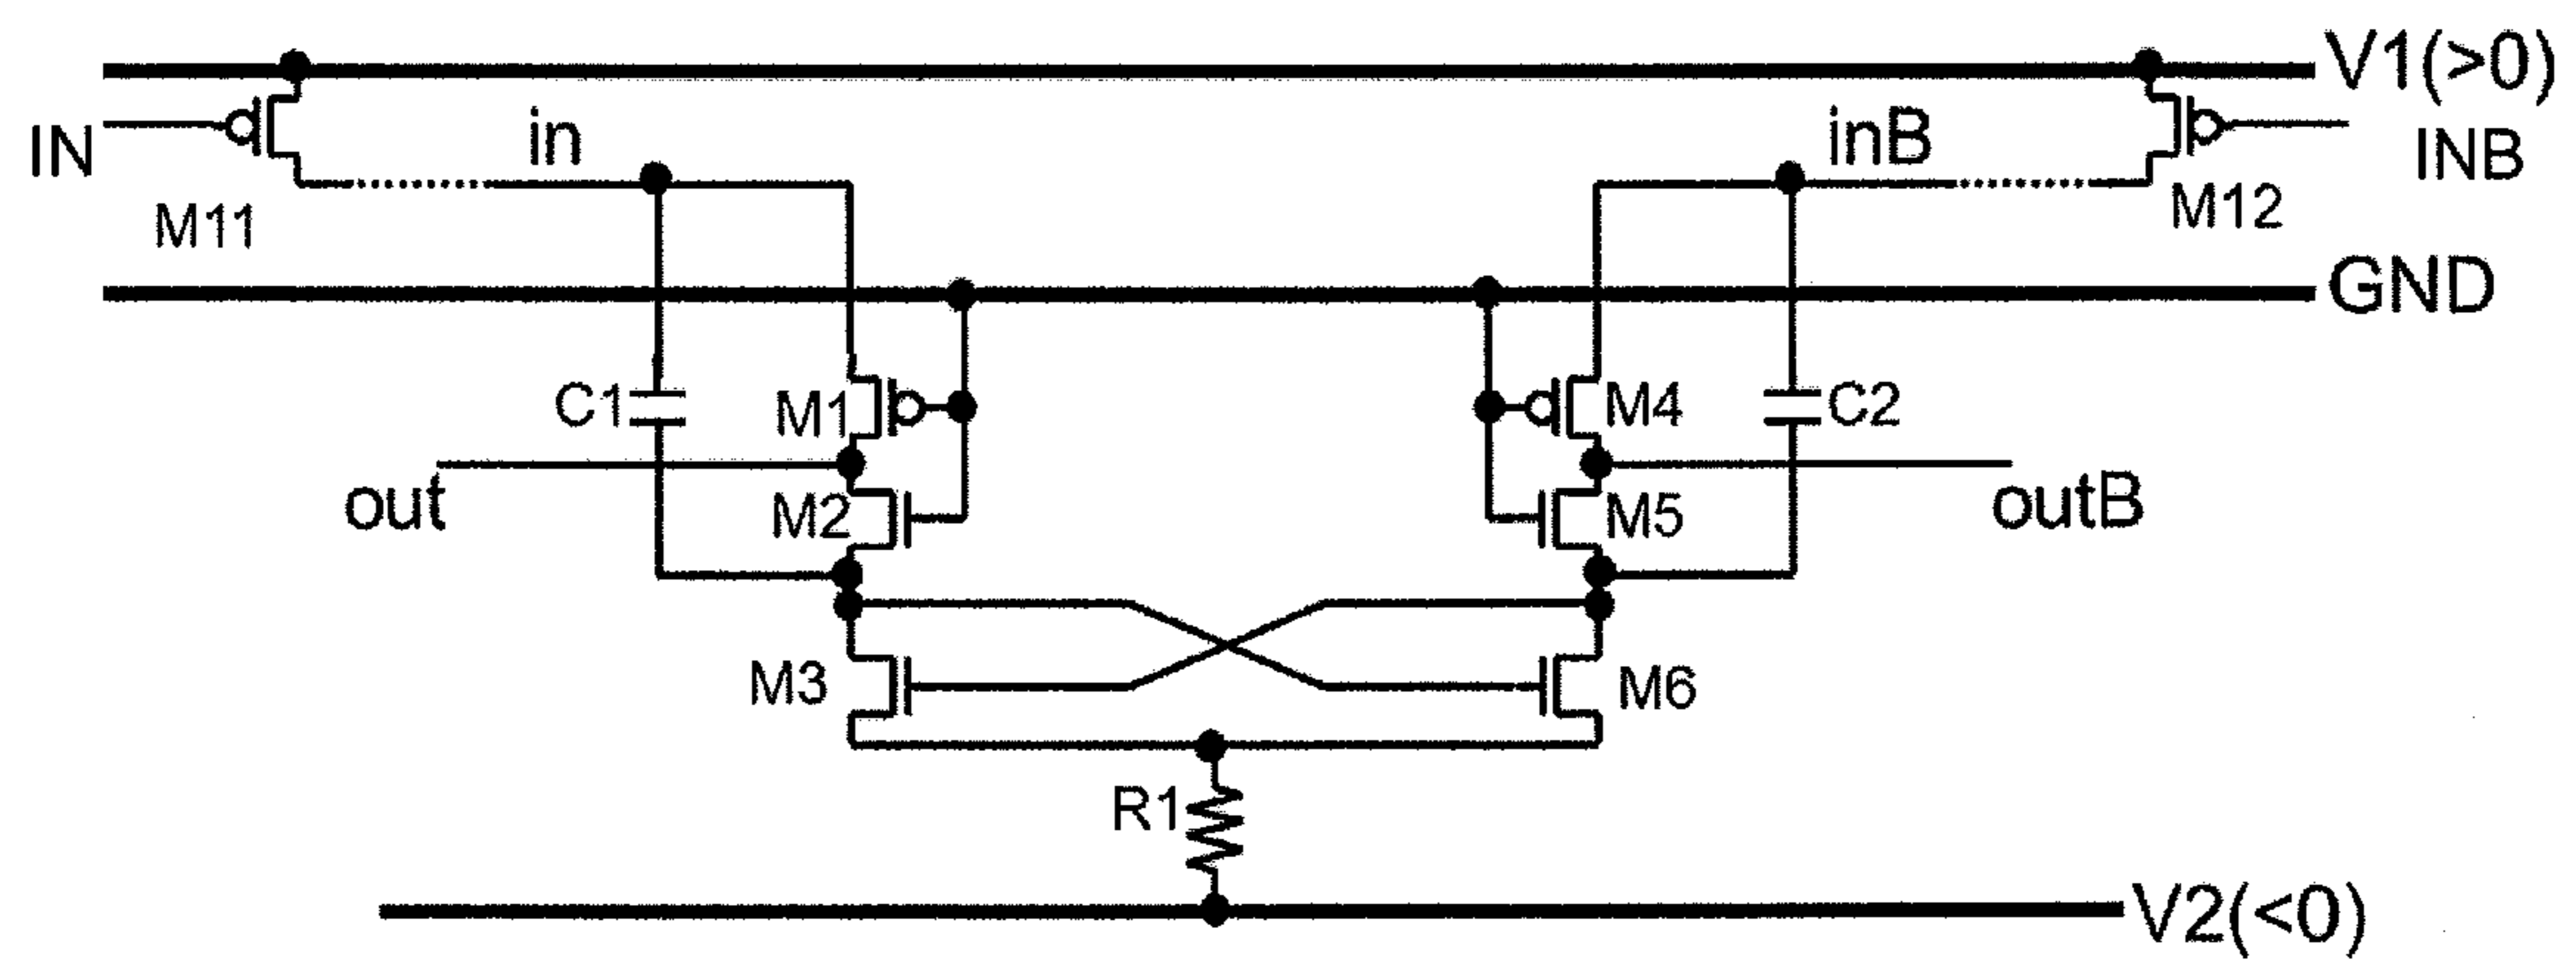 V1(>0)
IN
in
inB
INB
M11
M12
GND
C1
M1
M4
C2
out
M2
M5
outB
M3
M6
R1
V2(<0)